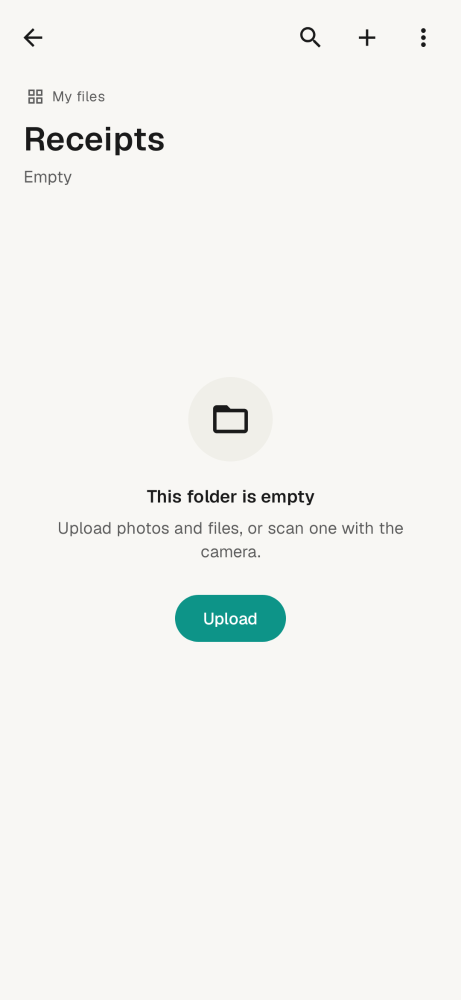 My files
Receipts
Empty
This folder is empty
Upload photos and files, or scan one with the
camera.
Upload